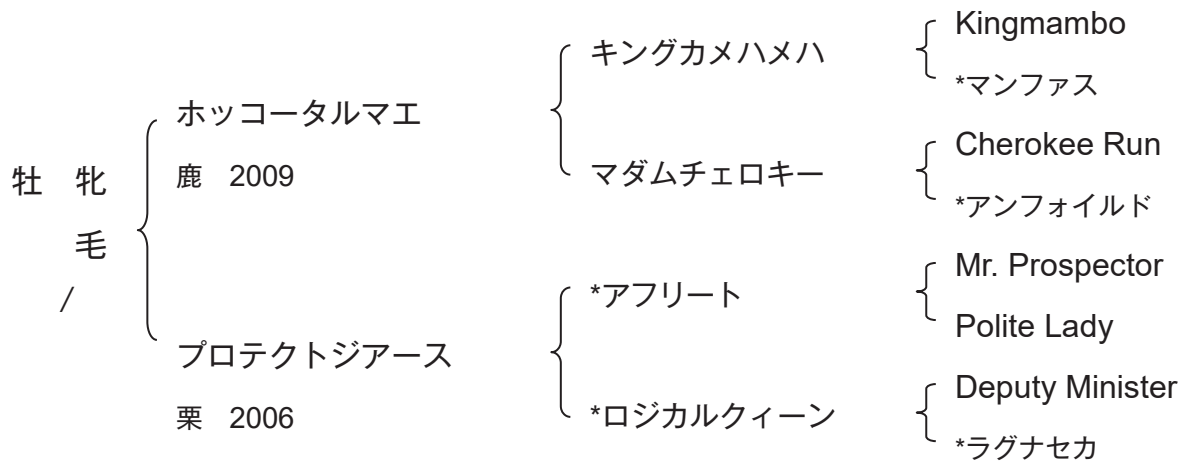 牡 牝
毛
/
ホッコータルマエ
鹿 2009
プロテクトジアース
栗 2006
キングカメハメハ
マダムチェロキー
*アフリート
*ロジカルクィーン
Kingmambo
*マンファス
Cherokee Run
*アンフォイルド
Mr. Prospector
Polite Lady
Deputy Minister
*ラグナセカ